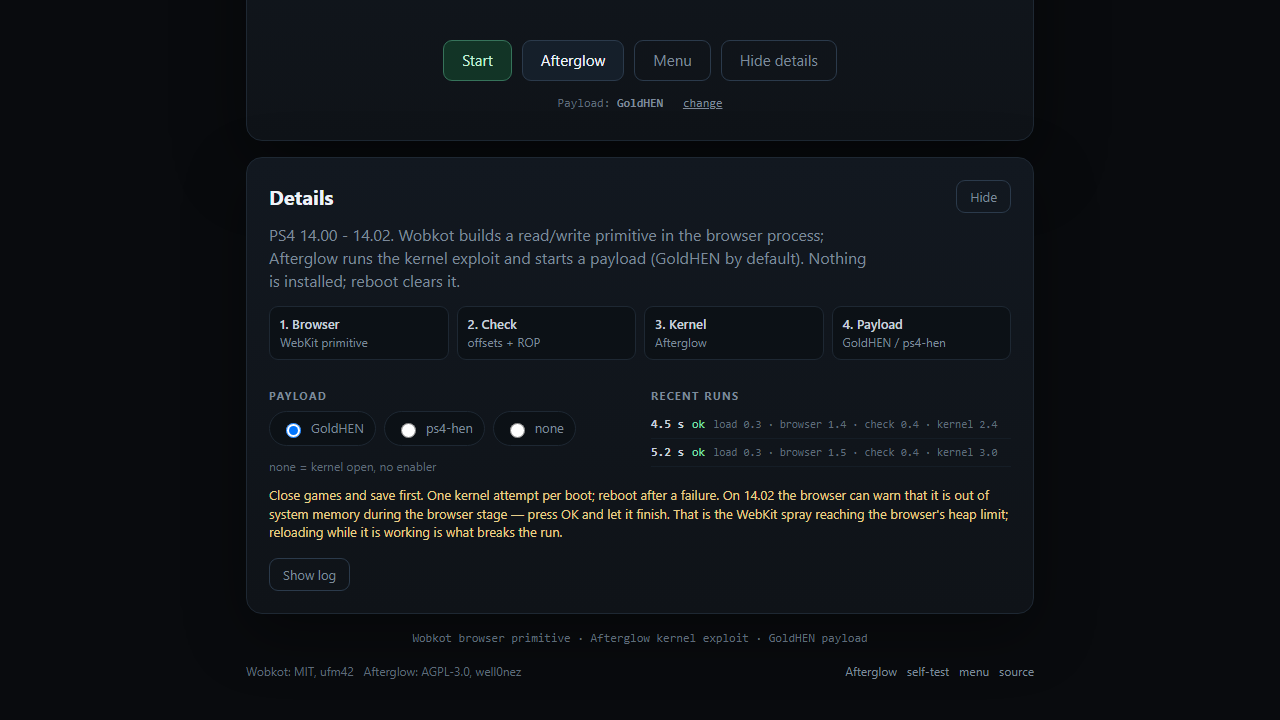 Start
Afterglow
Menu
Hide details
Payload: GoldHEN change
Details
Hide
PS4 14.00 - 14.02. Wobkot builds a read/write primitive in the browser process;
Afterglow runs the kernel exploit and starts a payload (GoldHEN by default). Nothing
is installed; reboot clears it.
1. Browser
WebKit primitive
2. Check
offsets + ROP
3. Kernel
Afterglow
4. Payload
GoldHEN / ps4-hen
PAYLOAD
GoldHEN
ps4-hen
none
none = kernel open, no enabler
RECENT RUNS
4.5 s ok load 0.3 · browser 1.4 · check 0.4 · kernel 2.4
5.2 s ok load 0.3 · browser 1.5 · check 0.4 · kernel 3.0
Close games and save first. One kernel attempt per boot; reboot after a failure. On 14.02 the browser can warn that it is out of
system memory during the browser stage — press OK and let it finish. That is the WebKit spray reaching the browser's heap limit;
reloading while it is working is what breaks the run.
Show log
Wobkot browser primitive · Afterglow kernel exploit · GoldHEN payload
Wobkot: MIT, ufm42 Afterglow: AGPL-3.0, well0nez
Afterglow self-test menu source